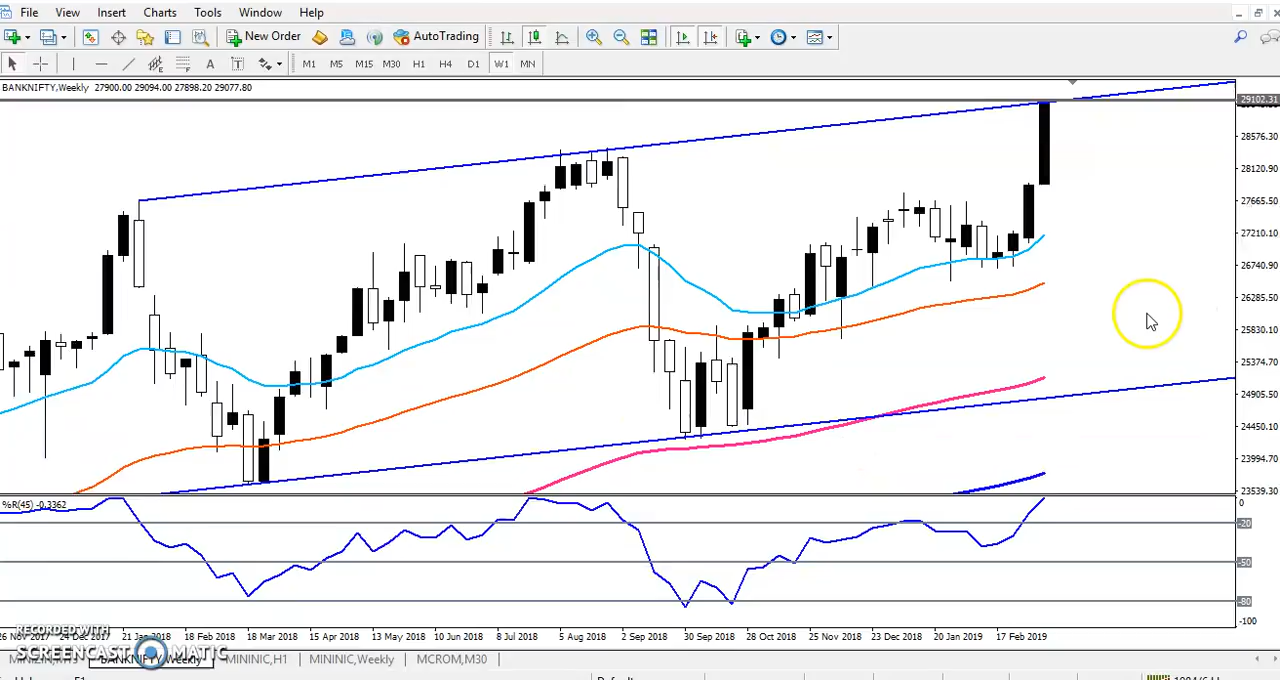 File View Insert Charts Tools Window Help
New Order AutoTrading
A T M1 M5 M15 M30 H1 H4 D1 W1 MN
BANKNIFTY,Weekly 27900.00 29094.00 27898.20 29077.80
29102.31
28576.30
28120.90
27665.50
27210.10
26740.90
26285.50
25830.10
25374.70
24905.50
24450.10
23994.70
23539.30
%R(45) -0.3362
0
-20
-50
-80
-100
26 Nov 2017 24 Dec 2017 21 Jan 2018 18 Feb 2018 18 Mar 2018 15 Apr 2018 13 May 2018 10 Jun 2018 8 Jul 2018 5 Aug 2018 2 Sep 2018 30 Sep 2018 28 Oct 2018 25 Nov 2018 23 Dec 2018 20 Jan 2019 17 Feb 2019
RECORDED WITH
SCREENCAST MATIC
BANKNIFTY,Weekly MININIC,H1 MININIC,Weekly MCROM,M30